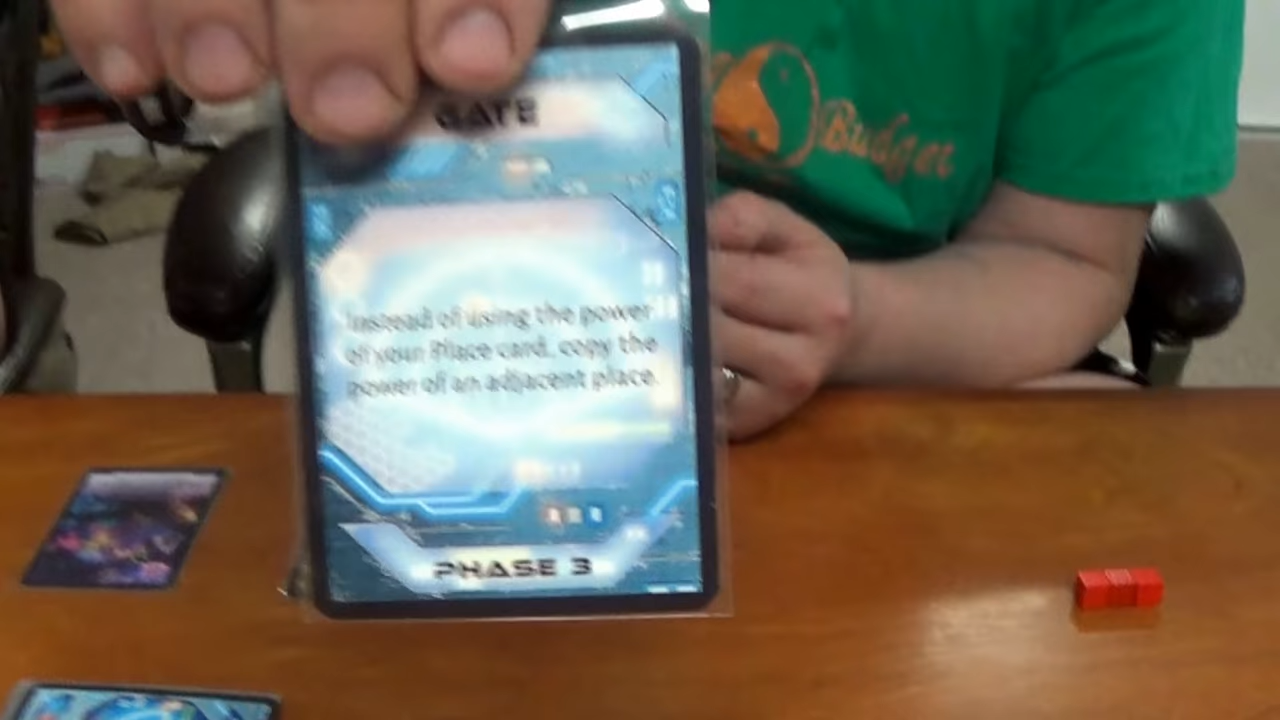 GATE
Instead of using the power
of your Place card, copy the
power of an adjacent place.
PHASE 3
Budget